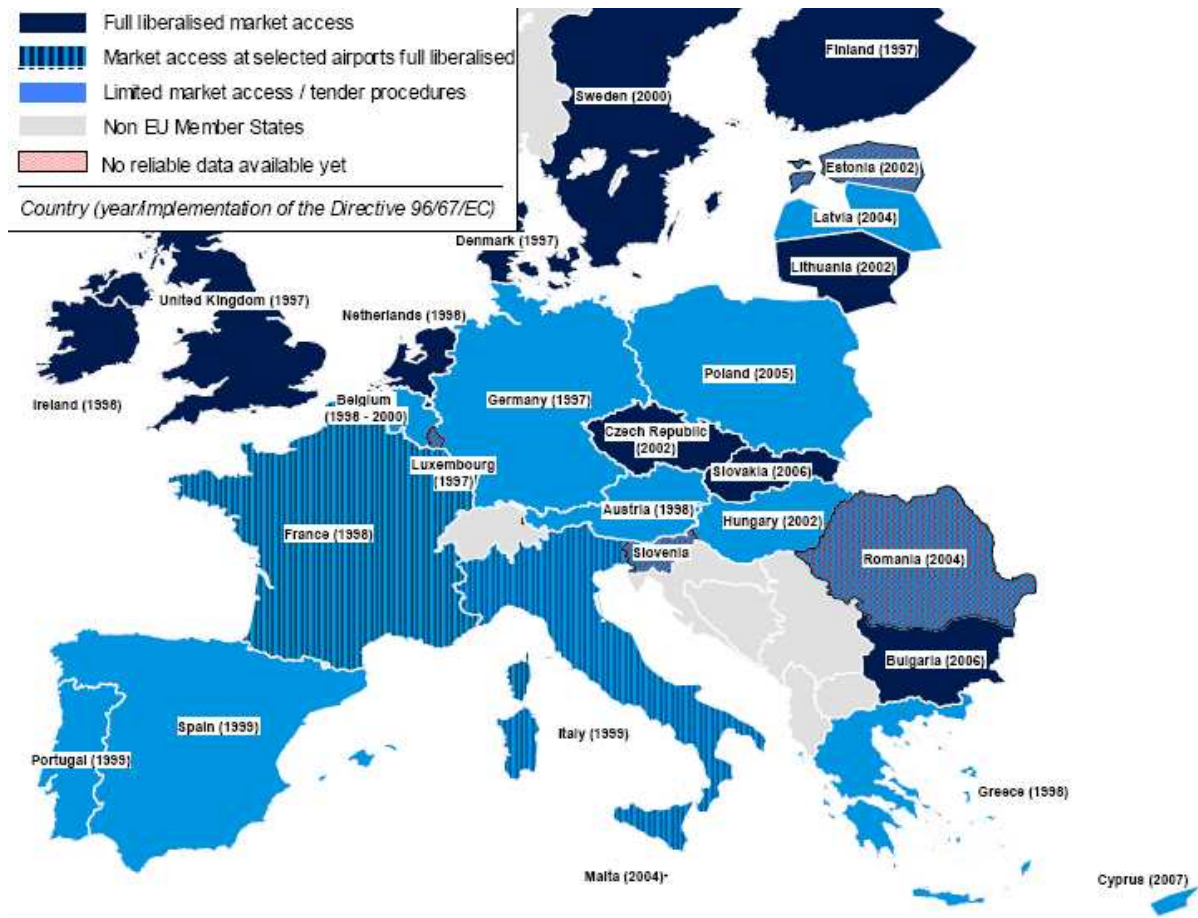 Full liberalised market access
Market access at selected airports full liberalised
Limited market access / tender procedures
Non EU Member States
No reliable data available yet
Country (year/implementation of the Directive 96/67/EC)
Finland (1997)
Sweden (2000)
Estonia (2002)
Latvia (2004)
Denmark (1997)
Lithuania (2002)
United Kingdom (1997)
Netherlands (1998)
Poland (2005)
Ireland (1998)
Belgium
(1998 - 2000)
Germany (1997)
Czech Republic
(2002)
Luxembourg
(1997)
Slovakia (2006)
Austria (1998)
Hungary (2002)
France (1998)
Slovenia
Romania (2004)
Bulgaria (2006)
Spain (1999)
Italy (1999)
Portugal (1999)
Greece (1998)
Malta (2004)
Cyprus (2007)